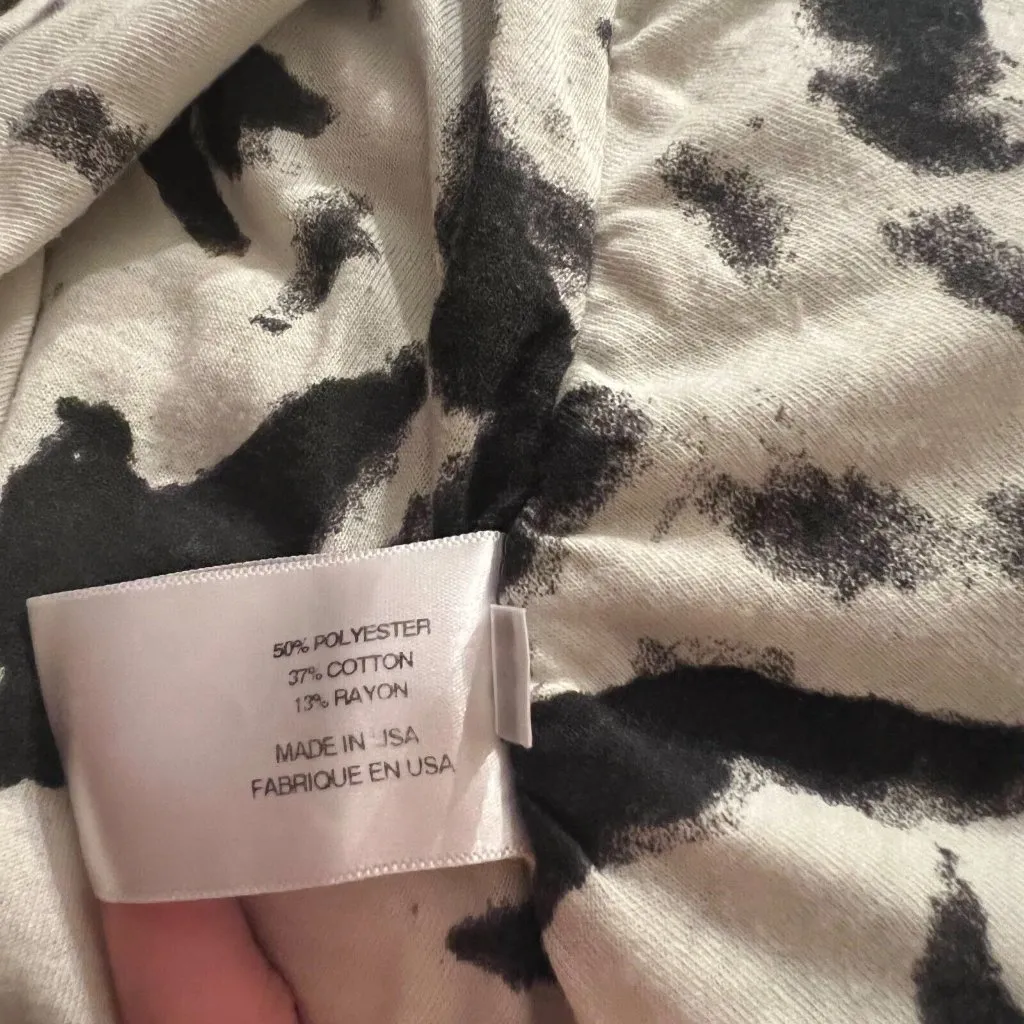 50% POLYESTER
37% COTTON
13% RAYON
MADE IN USA
FABRIQUE EN USA